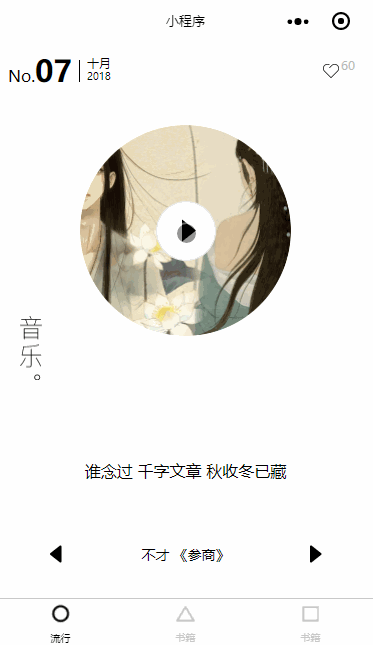 小程序
No.07
十月
2018
60
音乐。
谁念过 千字文章 秋收冬已藏
不才 《参商》
流行
书籍
书籍